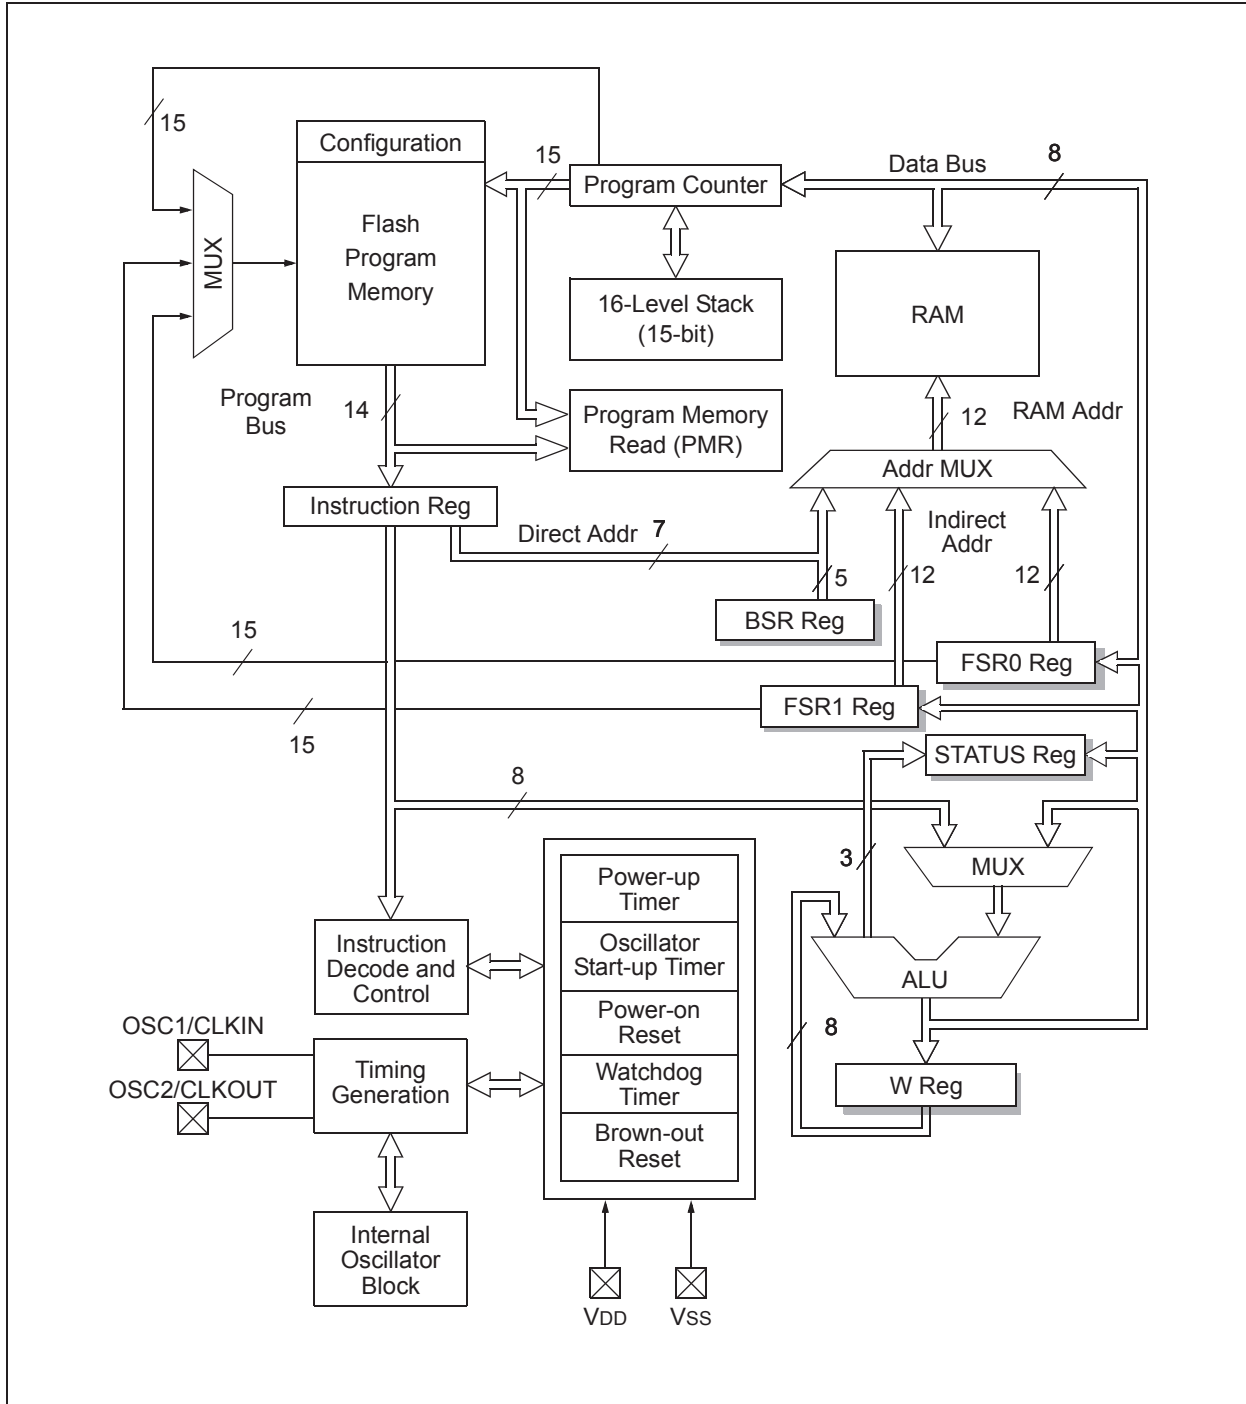 15
Configuration
15
Data Bus
8
Program Counter
MUX
Flash
Program
Memory
16-Level Stack
(15-bit)
RAM
Program
Bus
14
Program Memory
Read (PMR)
12
RAM Addr
Addr MUX
Instruction Reg
Direct Addr
7
Indirect
Addr
5
12
12
BSR Reg
15
FSR0 Reg
FSR1 Reg
15
STATUS Reg
8
3
MUX
Power-up
Timer
Instruction
Decode and
Control
Oscillator
Start-up Timer
ALU
Power-on
Reset
8
OSC1/CLKIN
Timing
Generation
Watchdog
Timer
W Reg
OSC2/CLKOUT
Brown-out
Reset
Internal
Oscillator
Block
VDD
VSS